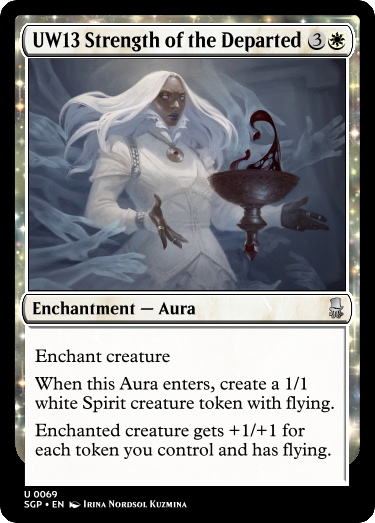 UW13 Strength of the Departed 3
Enchantment — Aura
Enchant creature
When this Aura enters, create a 1/1
white Spirit creature token with flying.
Enchanted creature gets +1/+1 for
each token you control and has flying.
U 0069
SGP • EN Irina Nordsol Kuzmina